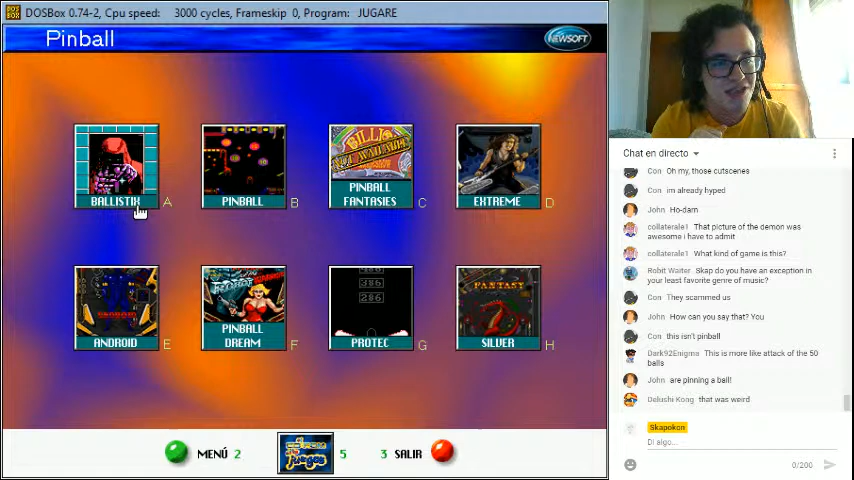 DOSBox 0.74-2, Cpu speed: 3000 cycles, Frameskip 0, Program: JUGARE
Pinball
NEWSOFT
BALLISTIX A
PINBALL B
PINBALL
FANTASIES C
EXTREME D
ANDROID E
PINBALL
DREAM F
386
286
PROTEC G
FANTASY
SILVER H
MENÚ 2
juegos
5
3 SALIR
Chat en directo
Con Oh my, those cutscenes
Con im already hyped
John Ho-darn
collaterale1 That picture of the demon was
awesome i have to admit
collaterale1 What kind of game is this?
Robit Waiter Skap do you have an exception in
your least favorite genre of music?
Con They scammed us
John How can you say that? You
Con this isn't pinball
Dark92Enigma This is more like attack of the 50
balls
John are pinning a ball!
Delushi Kong that was weird
Skapokon
Di algo...
0/200